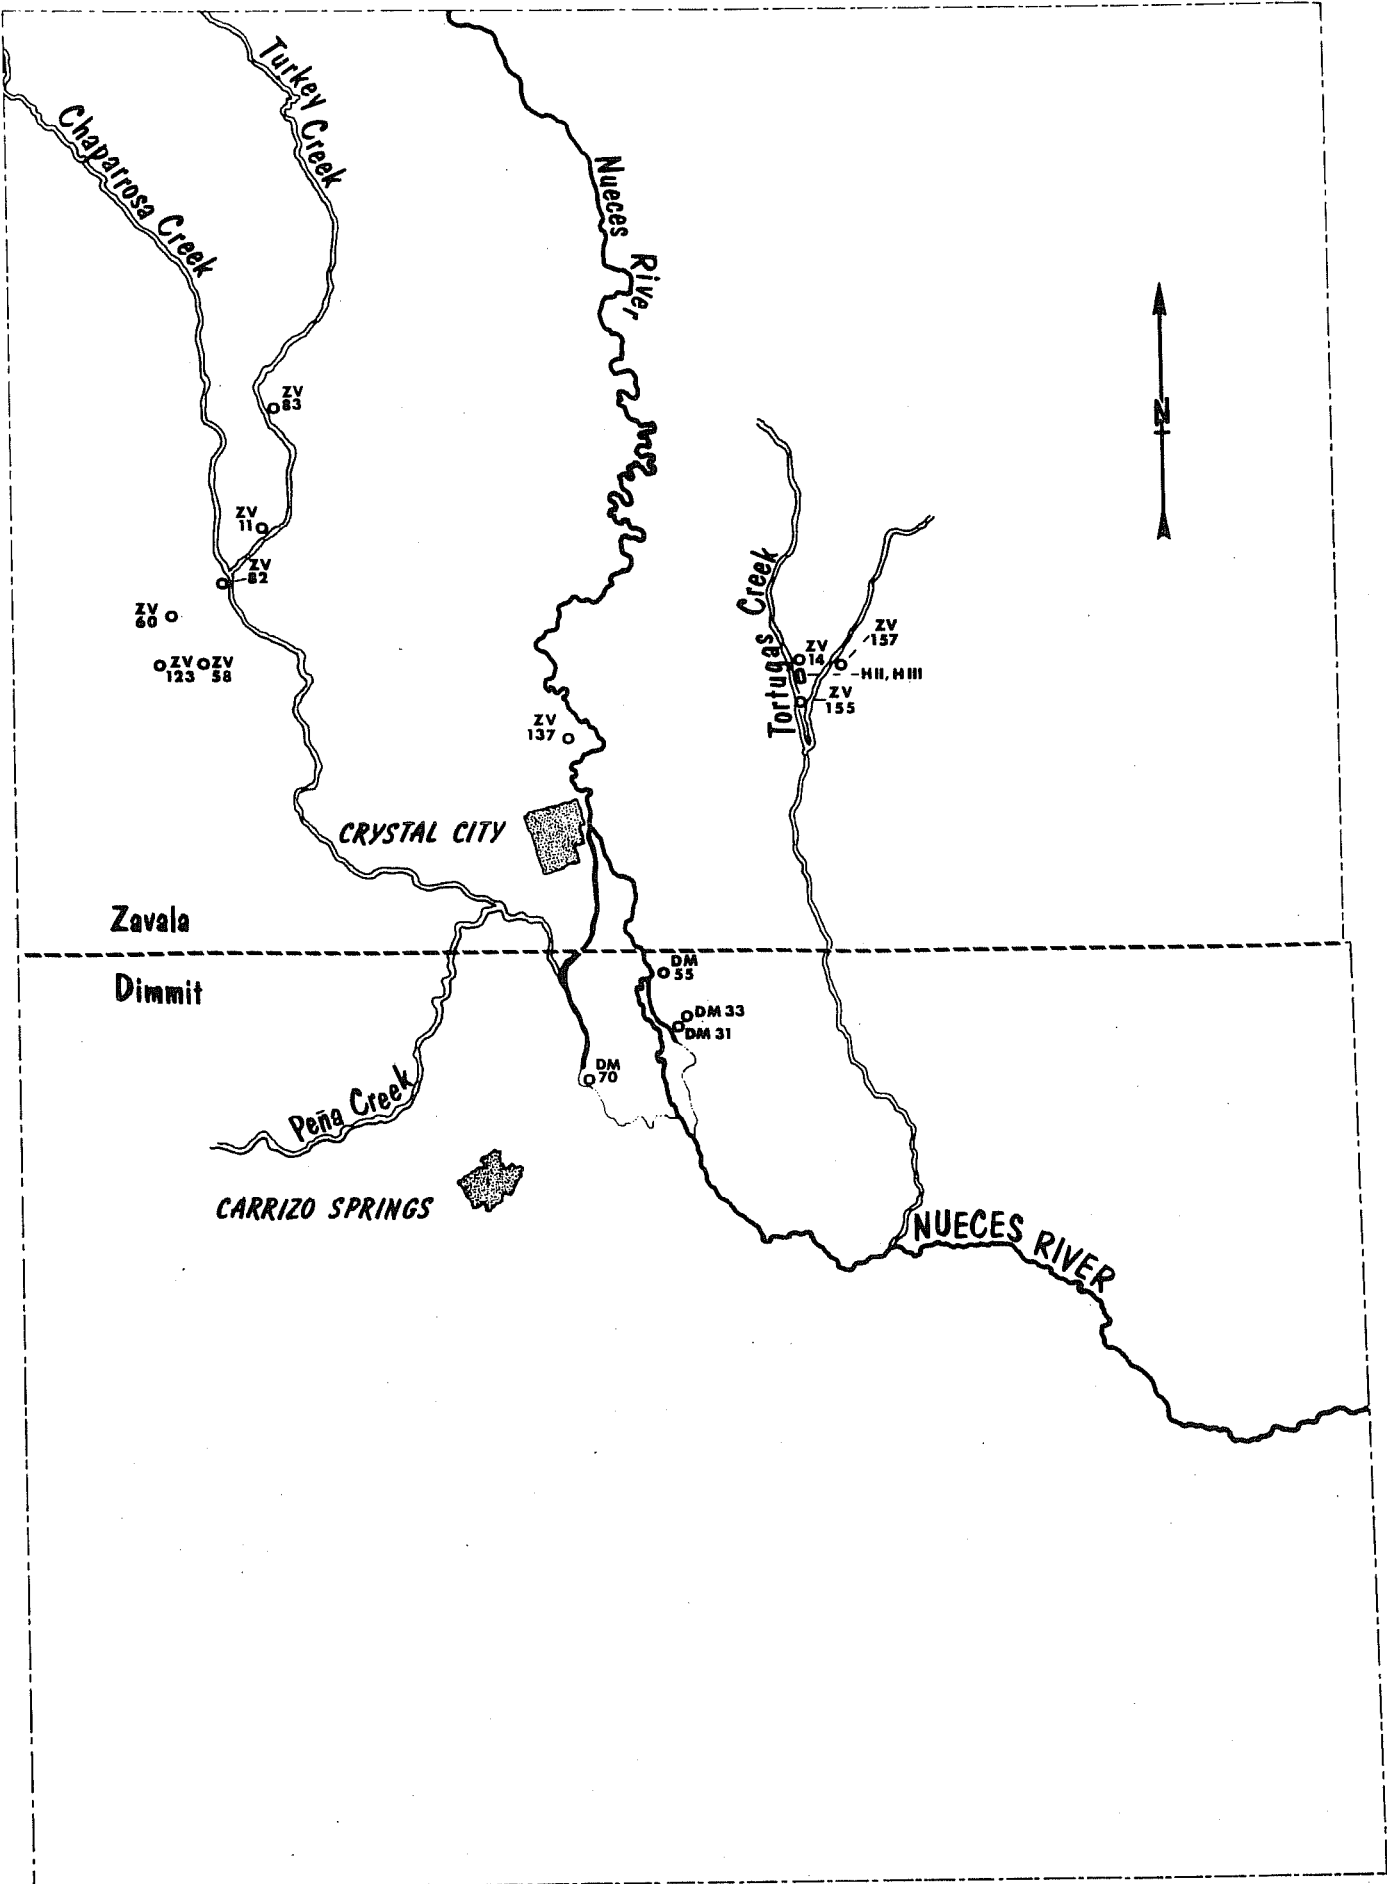 Turkey Creek
Chaparrosa Creek
Nueces River
ZV
83
N
ZV
11
ZV
82
ZV
60
ZV
123
ZV
58
Tortugas Creek
ZV
157
ZV
14
HII, HIII
ZV
155
ZV
137
CRYSTAL CITY
Zavala
Dimmit
DM
55
DM 33
DM 31
DM
70
Peña Creek
CARRIZO SPRINGS
NUECES RIVER